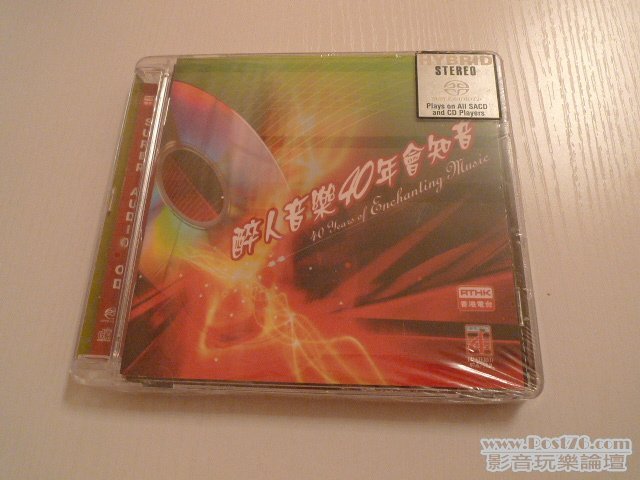 HYBRID
STEREO
Plays on All SACD
and CD Players
醉人音樂40年會知音
40 Years of Enchanting Music
SUPER AUDIO CD
RTHK
香港電台
www.Post76.com
影音玩樂論壇